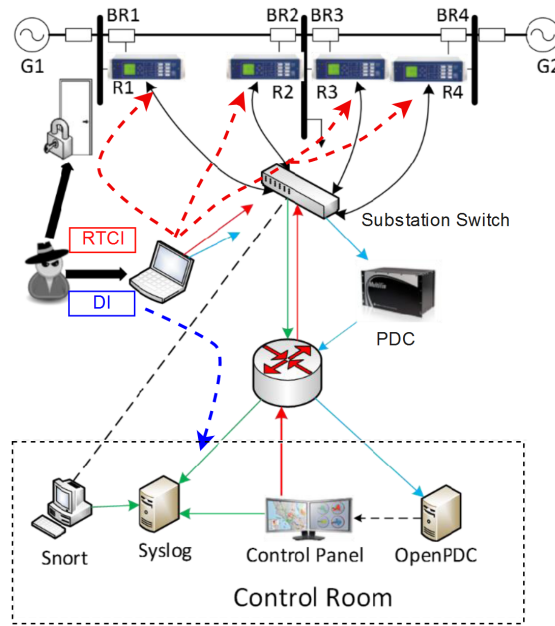 BR1
BR2
BR3
BR4
G1
G2
R1
R2
R3
R4
Substation Switch
RTCI
DI
PDC
Snort
Syslog
Control Panel
OpenPDC
Control Room